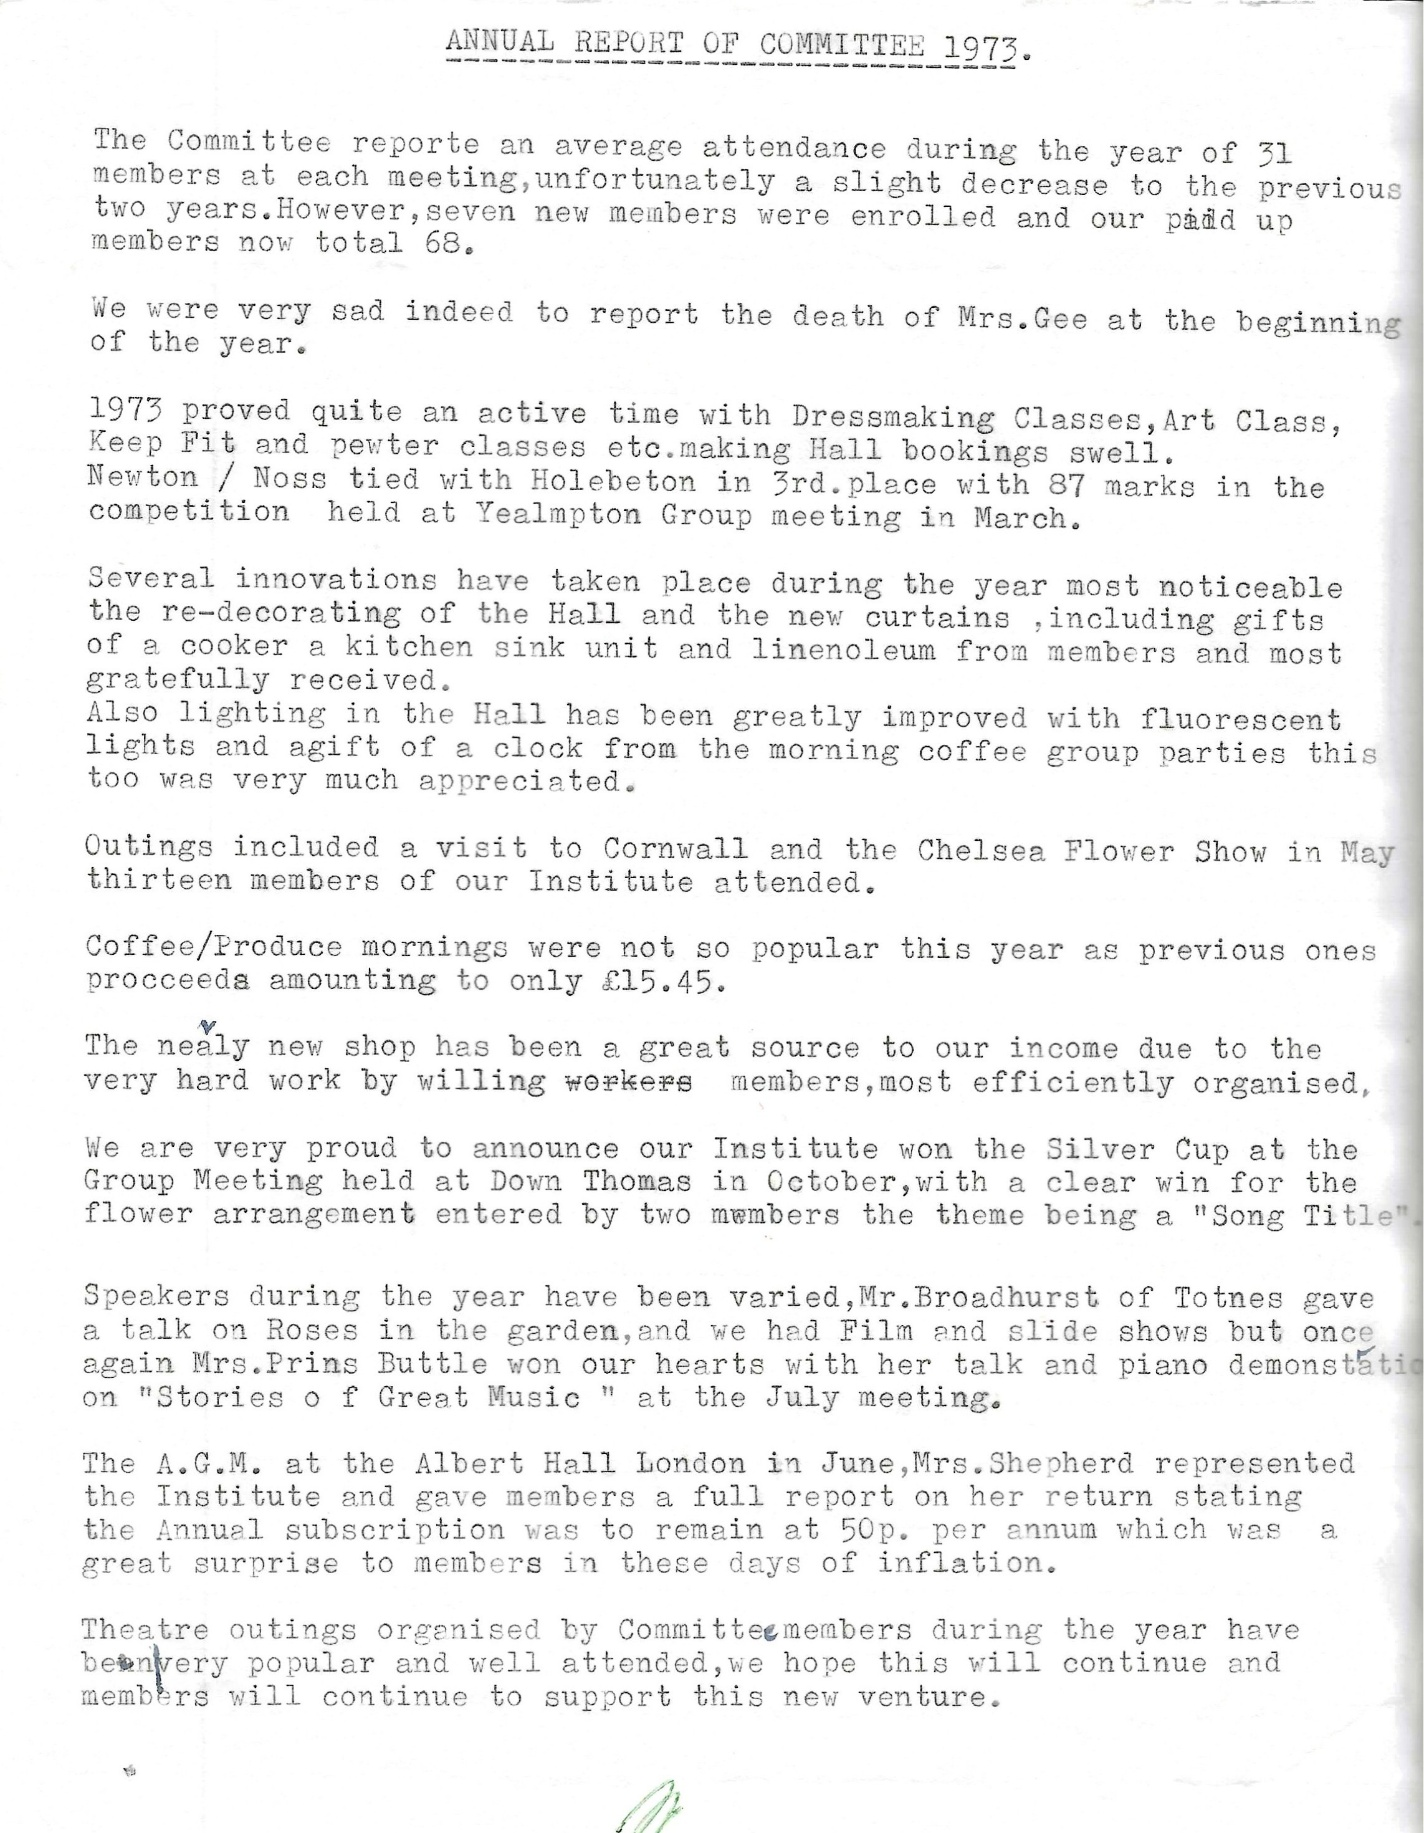 ANNUAL REPORT OF COMMITTEE 1973.
The Committee reporte an average attendance during the year of 31
members at each meeting,unfortunately a slight decrease to the previous
two years.However,seven new members were enrolled and our paid up
members now total 68.
We were very sad indeed to report the death of Mrs.Gee at the beginning
of the year.
1973 proved quite an active time with Dressmaking Classes,Art Class,
Keep Fit and pewter classes etc.making Hall bookings swell.
Newton / Noss tied with Holebeton in 3rd.place with 87 marks in the
competition held at Yealmpton Group meeting in March.
Several innovations have taken place during the year most noticeable
the re-decorating of the Hall and the new curtains ,including gifts
of a cooker a kitchen sink unit and linenoleum from members and most
gratefully received.
Also lighting in the Hall has been greatly improved with fluorescent
lights and agift of a clock from the morning coffee group parties this
too was very much appreciated.
Outings included a visit to Cornwall and the Chelsea Flower Show in May
thirteen members of our Institute attended.
Coffee/Produce mornings were not so popular this year as previous ones
procceeds amounting to only £15.45.
The nealy new shop has been a great source to our income due to the
very hard work by willing workers members,most efficiently organised,
We are very proud to announce our Institute won the Silver Cup at the
Group Meeting held at Down Thomas in October,with a clear win for the
flower arrangement entered by two members the theme being a "Song Title".
Speakers during the year have been varied,Mr.Broadhurst of Totnes gave
a talk on Roses in the garden,and we had Film and slide shows but once
again Mrs.Prins Buttle won our hearts with her talk and piano demonstatio
on "Stories o f Great Music " at the July meeting.
The A.G.M. at the Albert Hall London in June,Mrs.Shepherd represented
the Institute and gave members a full report on her return stating
the Annual subscription was to remain at 50p. per annum which was a
great surprise to members in these days of inflation.
Theatre outings organised by Committee members during the year have
been very popular and well attended,we hope this will continue and
members will continue to support this new venture.